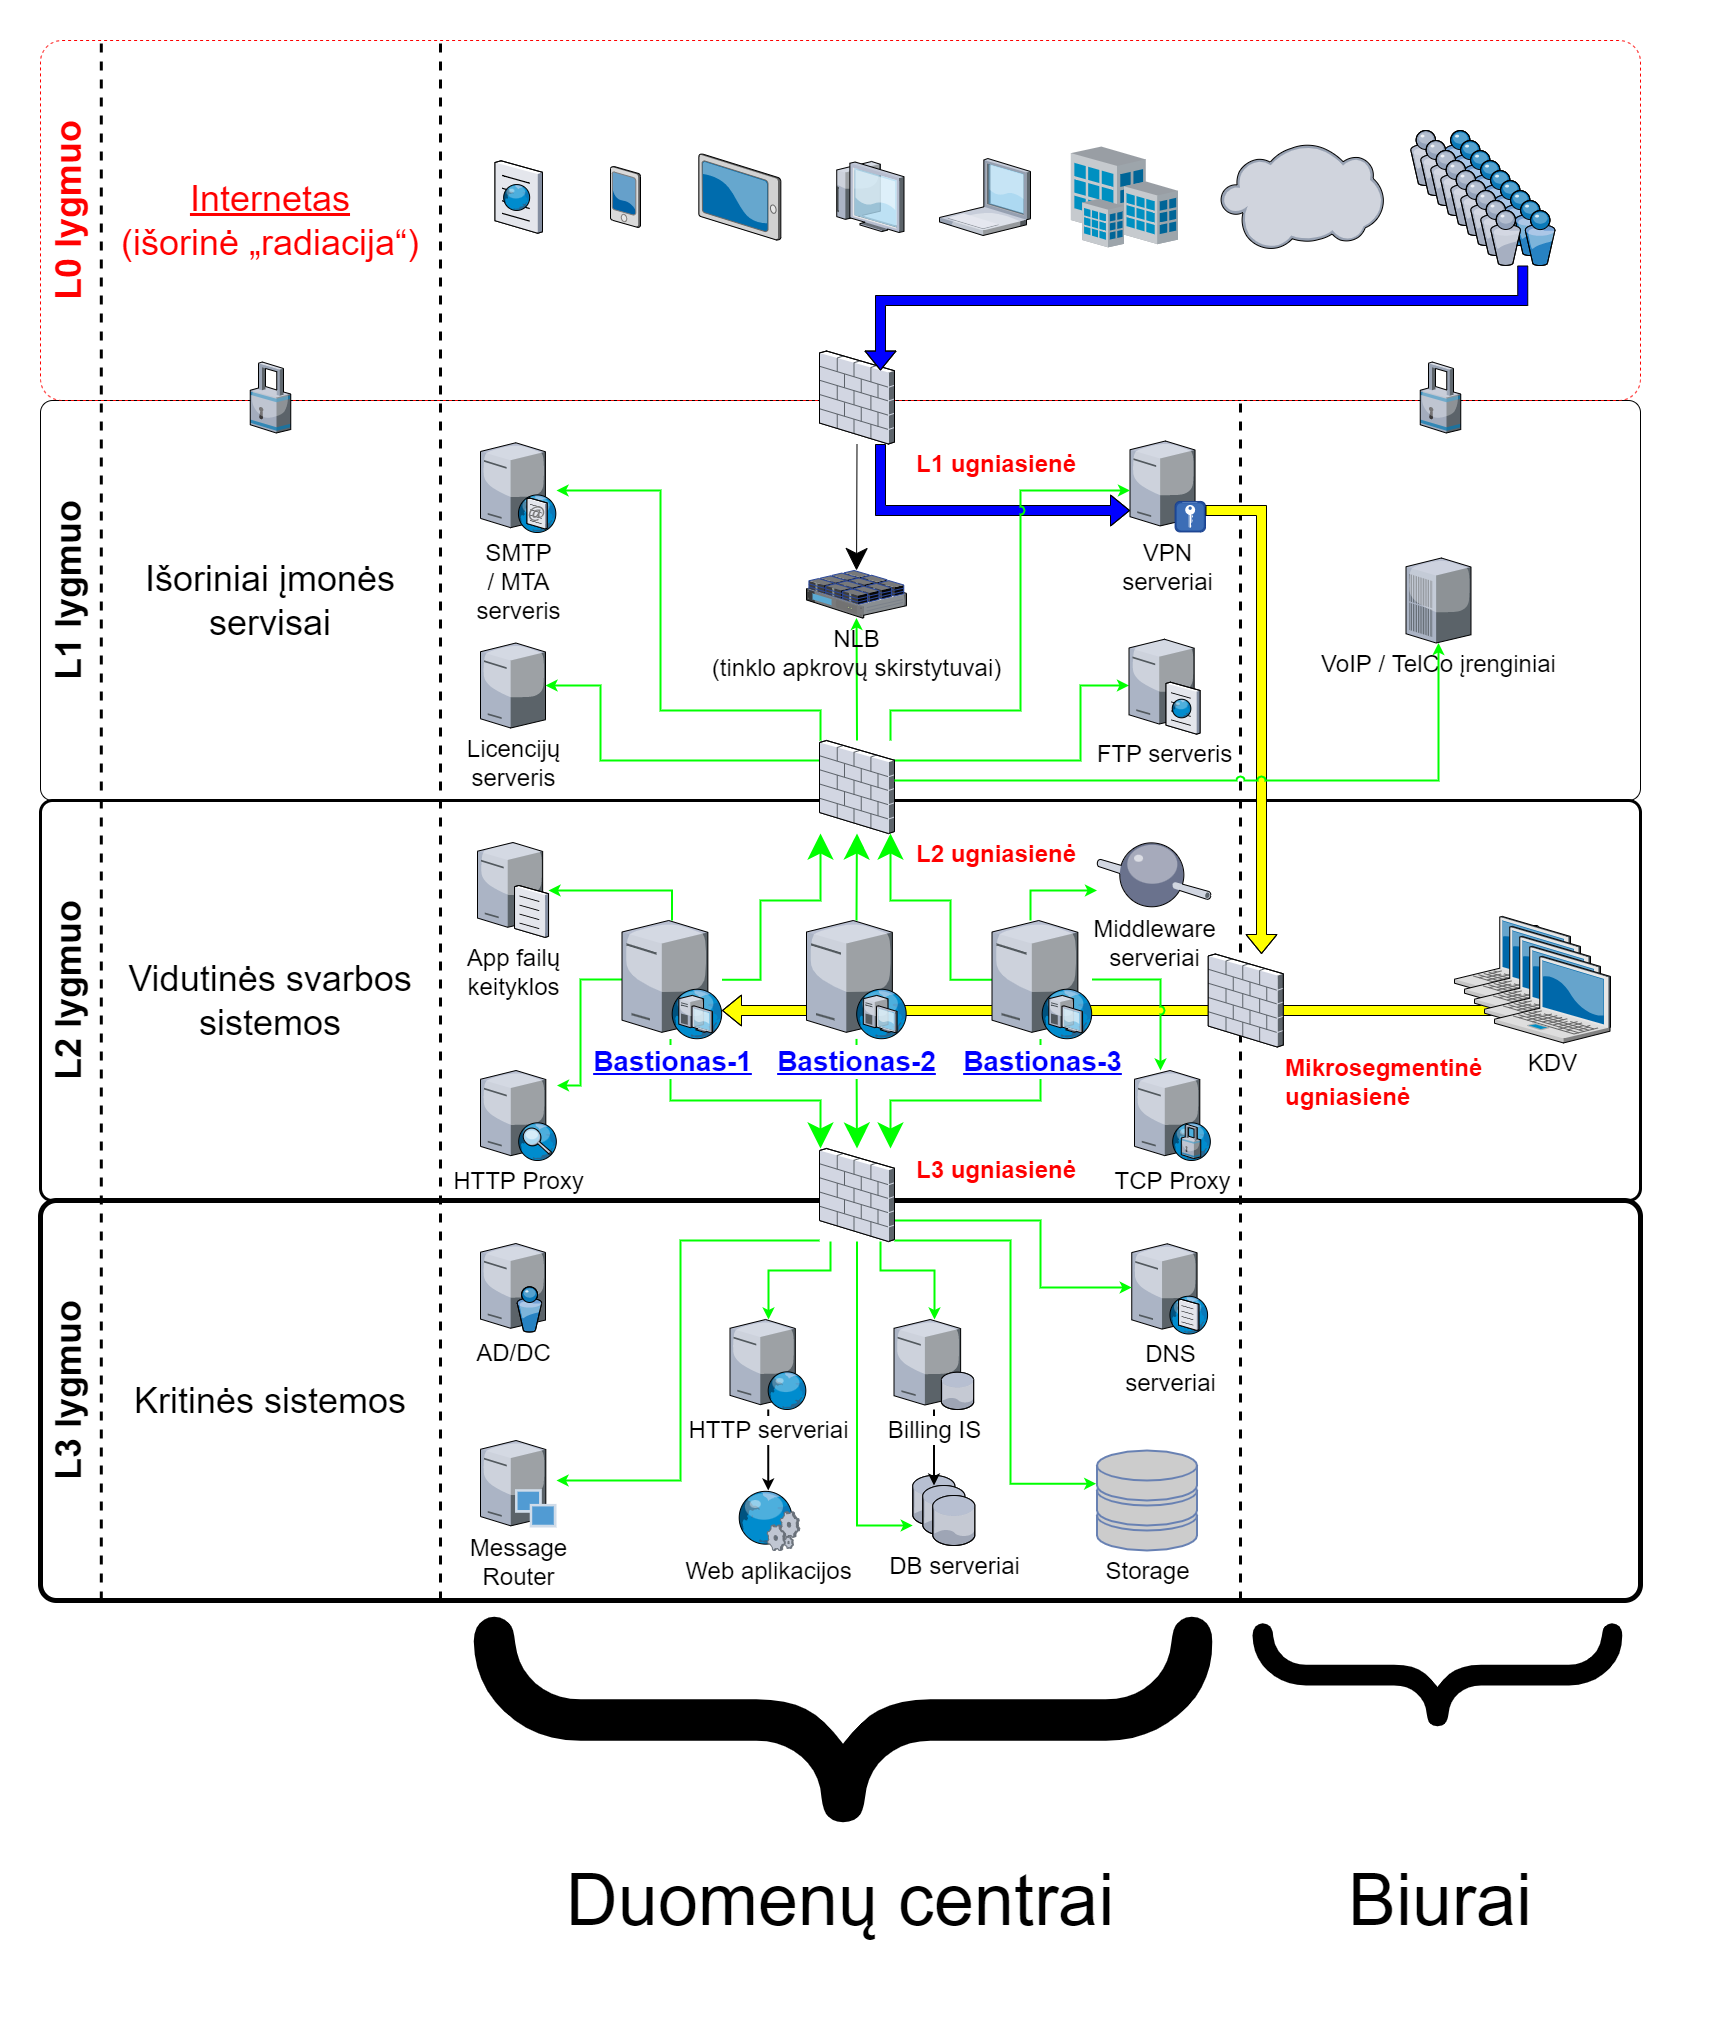 L0 lygmuo
Internetas
(išorinė „radiacija“)
L1 lygmuo
Išoriniai įmonės
servisai
L1 ugniasienė
SMTP
/ MTA
serveris
VPN
serveriai
NLB
(tinklo apkrovų skirstytuvai)
VoIP / TelCo įrenginiai
Licencijų
serveris
FTP serveris
L2 lygmuo
Vidutinės svarbos
sistemos
L2 ugniasienė
App failų
keityklos
Middleware
serveriai
Bastionas-1
Bastionas-2
Bastionas-3
Mikrosegmentinė
ugniasienė
KDV
HTTP Proxy
L3 ugniasienė
TCP Proxy
L3 lygmuo
Kritinės sistemos
AD/DC
DNS
serveriai
HTTP serveriai
Billing IS
Message
Router
Web aplikacijos
DB serveriai
Storage
Duomenų centrai
Biurai